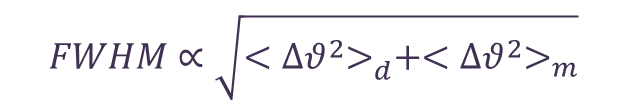 FWHM ∝ √(< Δϑ² >_d+< Δϑ² >_m)